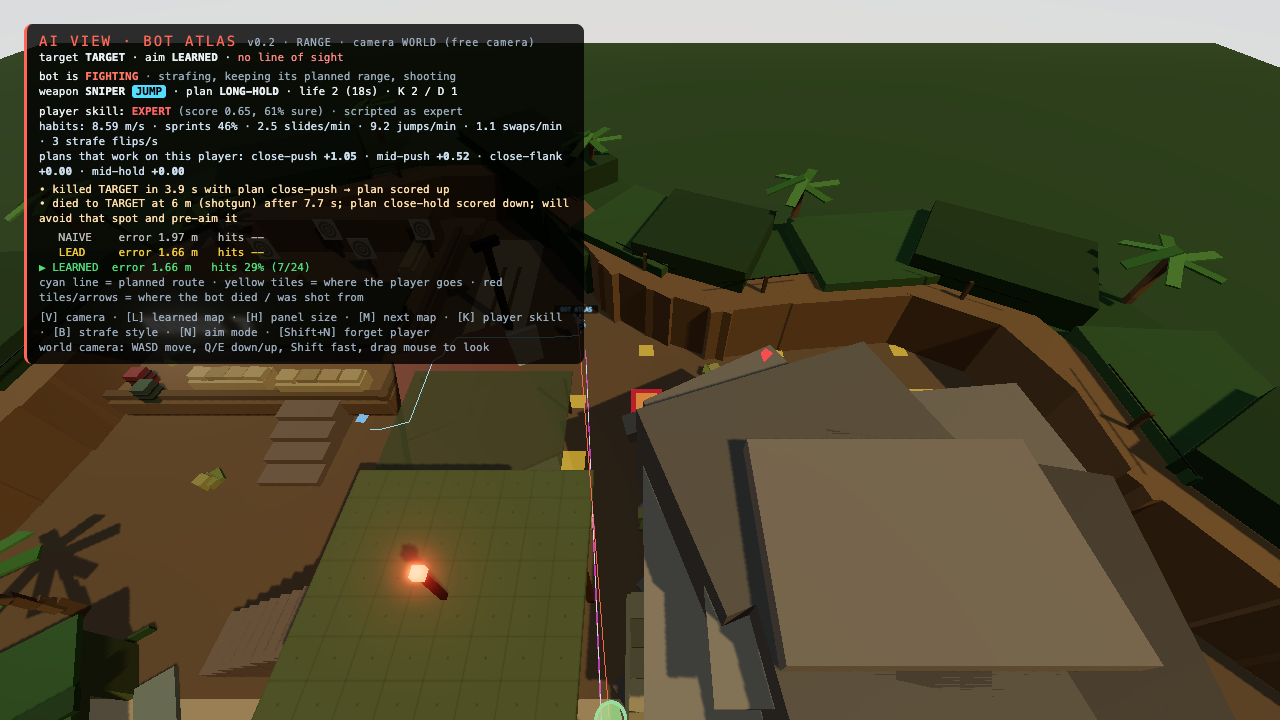 AI VIEW · BOT ATLAS v0.2 · RANGE · camera WORLD (free camera)
target TARGET · aim LEARNED · no line of sight
bot is FIGHTING · strafing, keeping its planned range, shooting
weapon SNIPER JUMP · plan LONG-HOLD · life 2 (18s) · K 2 / D 1
player skill: EXPERT (score 0.65, 61% sure) · scripted as expert
habits: 8.59 m/s · sprints 46% · 2.5 slides/min · 9.2 jumps/min · 1.1 swaps/min
· 3 strafe flips/s
plans that work on this player: close-push +1.05 · mid-push +0.52 · close-flank
+0.00 · mid-hold +0.00
• killed TARGET in 3.9 s with plan close-push → plan scored up
• died to TARGET at 6 m (shotgun) after 7.7 s; plan close-hold scored down; will
avoid that spot and pre-aim it
NAIVE error 1.97 m hits ——
LEAD error 1.66 m hits ——
▶ LEARNED error 1.66 m hits 29% (7/24)
cyan line = planned route · yellow tiles = where the player goes · red
tiles/arrows = where the bot died / was shot from
[V] camera · [L] learned map · [H] panel size · [M] next map · [K] player skill
· [B] strafe style · [N] aim mode · [Shift+N] forget player
world camera: WASD move, Q/E down/up, Shift fast, drag mouse to look